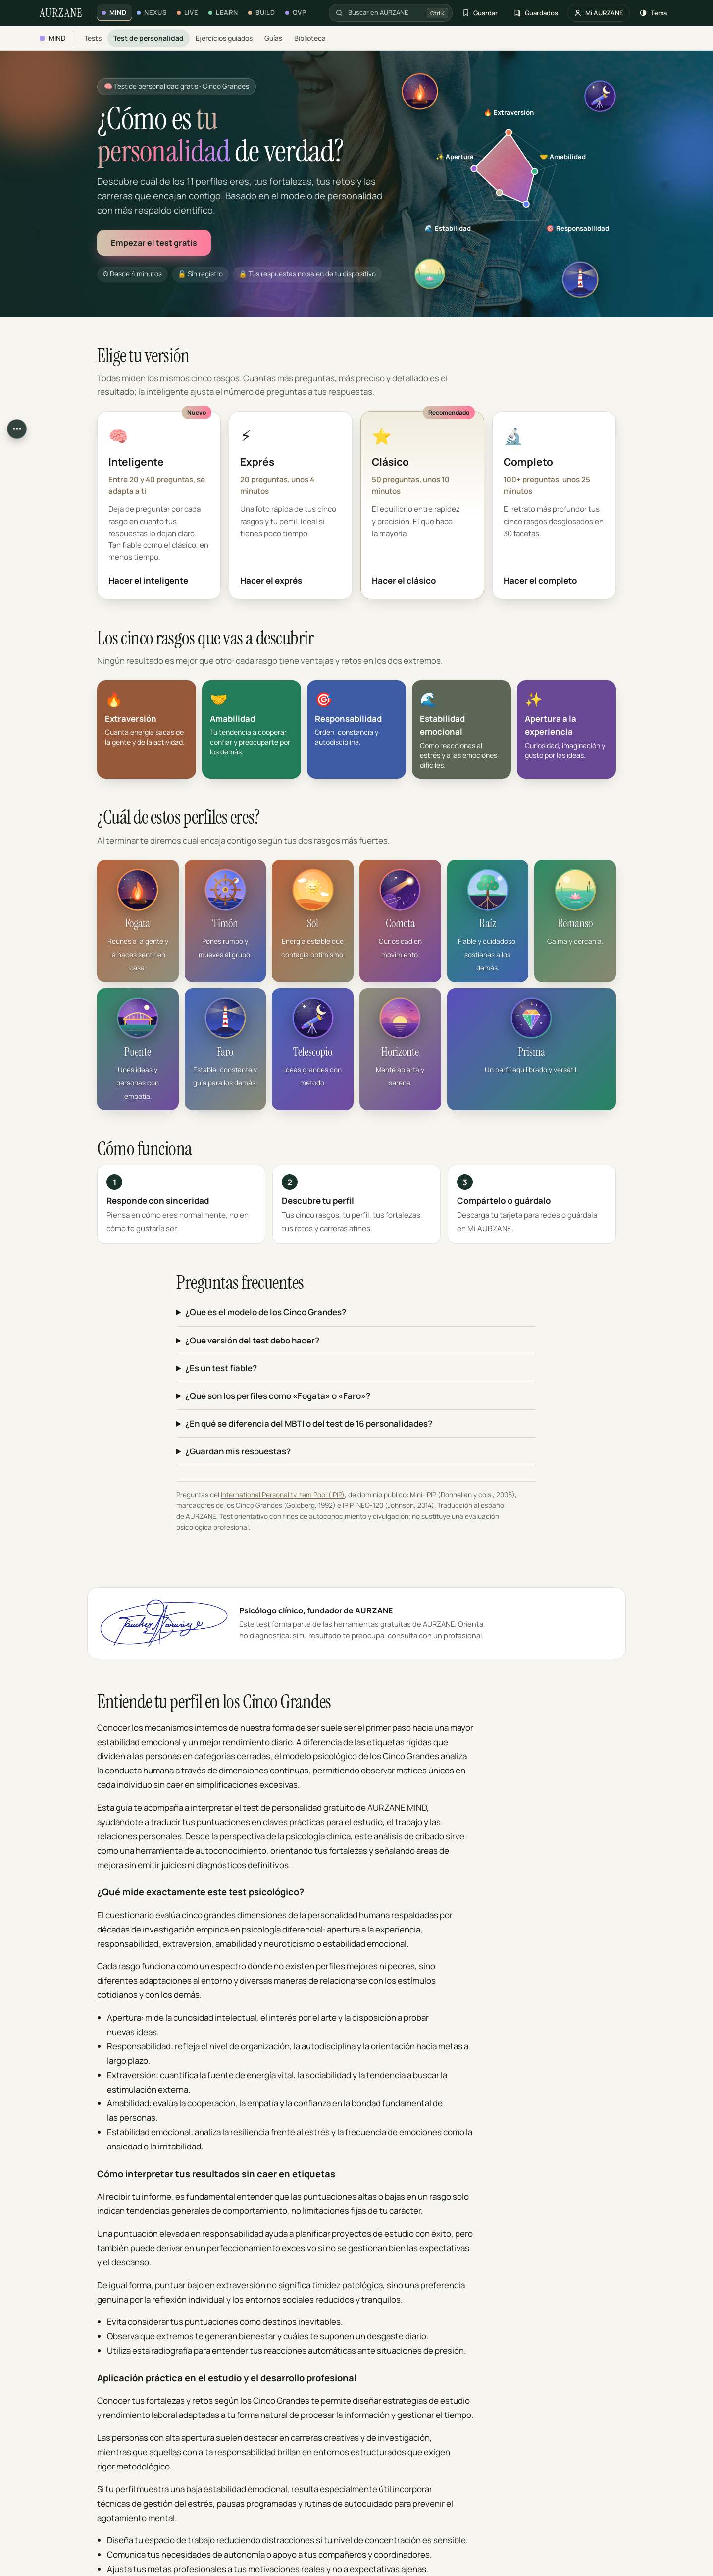 AURZANE
MIND
NEXUS
LIVE
LEARN
BUILD
OVP
Buscar en AURZANE
Ctrl K
Guardar
Guardados
Mi AURZANE
Tema
MIND
Tests
Test de personalidad
Ejercicios guiados
Guías
Biblioteca
🧠 Test de personalidad gratis · Cinco Grandes
¿Cómo es tu
personalidad de verdad?
Descubre cuál de los 11 perfiles eres, tus fortalezas, tus retos y las
carreras que encajan contigo. Basado en el modelo de personalidad
con más respaldo científico.
Empezar el test gratis
⏱ Desde 4 minutos
🔓 Sin registro
🔒 Tus respuestas no salen de tu dispositivo
🔥 Extraversión
✨ Apertura
🤝 Amabilidad
🌊 Estabilidad
🎯 Responsabilidad
Elige tu versión
Todas miden los mismos cinco rasgos. Cuantas más preguntas, más preciso y detallado es el
resultado; la inteligente ajusta el número de preguntas a tus respuestas.
Nuevo
Inteligente
Entre 20 y 40 preguntas, se
adapta a ti
Deja de preguntar por cada
rasgo en cuanto tus
respuestas lo dejan claro.
Tan fiable como el clásico, en
menos tiempo.
Hacer el inteligente
Exprés
20 preguntas, unos 4
minutos
Una foto rápida de tus cinco
rasgos y tu perfil. Ideal si
tienes poco tiempo.
Hacer el exprés
Recomendado
Clásico
50 preguntas, unos 10
minutos
El equilibrio entre rapidez
y precisión. El que hace
la mayoría.
Hacer el clásico
Completo
100+ preguntas, unos 25
minutos
El retrato más profundo: tus
cinco rasgos desglosados en
30 facetas.
Hacer el completo
Los cinco rasgos que vas a descubrir
Ningún resultado es mejor que otro: cada rasgo tiene ventajas y retos en los dos extremos.
Extraversión
Cuánta energía sacas de
la gente y de la actividad.
Amabilidad
Tu tendencia a cooperar,
confiar y preocuparte por
los demás.
Responsabilidad
Orden, constancia y
autodisciplina.
Estabilidad
emocional
Cómo reaccionas al
estrés y a las emociones
difíciles.
Apertura a la
experiencia
Curiosidad, imaginación y
gusto por las ideas.
¿Cuál de estos perfiles eres?
Al terminar te diremos cuál encaja contigo según tus dos rasgos más fuertes.
Fogata
Reúnes a la gente y
la haces sentir en
casa.
Timón
Pones rumbo y
mueves al grupo.
Sol
Energía estable que
contagia optimismo.
Cometa
Curiosidad en
movimiento.
Raíz
Fiable y cuidadoso,
sostienes a los
demás.
Remanso
Calma y cercanía.
Puente
Unes ideas y
personas con
empatía.
Faro
Estable, constante y
guía para los demás.
Telescopio
Ideas grandes con
método.
Horizonte
Mente abierta y
serena.
Prisma
Un perfil equilibrado y versátil.
Cómo funciona
1
Responde con sinceridad
Piensa en cómo eres normalmente, no en
cómo te gustaría ser.
2
Descubre tu perfil
Tus cinco rasgos, tu perfil, tus fortalezas,
tus retos y carreras afines.
3
Compártelo o guárdalo
Descarga tu tarjeta para redes o guárdala
en Mi AURZANE.
Preguntas frecuentes
▶ ¿Qué es el modelo de los Cinco Grandes?
▶ ¿Qué versión del test debo hacer?
▶ ¿Es un test fiable?
▶ ¿Qué son los perfiles como «Fogata» o «Faro»?
▶ ¿En qué se diferencia del MBTI o del test de 16 personalidades?
▶ ¿Guardan mis respuestas?
Preguntas del International Personality Item Pool (IPIP), de dominio público: Mini-IPIP (Donnellan y cols., 2006),
marcadores de los Cinco Grandes (Goldberg, 1992) e IPIP-NEO-120 (Johnson, 2014). Traducción al español
de AURZANE. Test orientativo con fines de autoconocimiento y divulgación; no sustituye una evaluación
psicológica profesional.
Psicólogo clínico, fundador de AURZANE
Este test forma parte de las herramientas gratuitas de AURZANE. Orienta,
no diagnostica: si tu resultado te preocupa, consulta con un profesional.
Entiende tu perfil en los Cinco Grandes
Conocer los mecanismos internos de nuestra forma de ser suele ser el primer paso hacia una mayor
estabilidad emocional y un mejor rendimiento diario. A diferencia de las etiquetas rígidas que
dividen a las personas en categorías cerradas, el modelo psicológico de los Cinco Grandes analiza
la conducta humana a través de dimensiones continuas, permitiendo observar matices únicos en
cada individuo sin caer en simplificaciones excesivas.
Esta guía te acompaña a interpretar el test de personalidad gratuito de AURZANE MIND,
ayudándote a traducir tus puntuaciones en claves prácticas para el estudio, el trabajo y las
relaciones personales. Desde la perspectiva de la psicología clínica, este análisis de cribado sirve
como una herramienta de autoconocimiento, orientando tus fortalezas y señalando áreas de
mejora sin emitir juicios ni diagnósticos definitivos.
¿Qué mide exactamente este test psicológico?
El cuestionario evalúa cinco grandes dimensiones de la personalidad humana respaldadas por
décadas de investigación empírica en psicología diferencial: apertura a la experiencia,
responsabilidad, extraversión, amabilidad y neuroticismo o estabilidad emocional.
Cada rasgo funciona como un espectro donde no existen perfiles mejores ni peores, sino
diferentes adaptaciones al entorno y diversas maneras de relacionarse con los estímulos
cotidianos y con los demás.
• Apertura: mide la curiosidad intelectual, el interés por el arte y la disposición a probar
nuevas ideas.
• Responsabilidad: refleja el nivel de organización, la autodisciplina y la orientación hacia metas a
largo plazo.
• Extraversión: cuantifica la fuente de energía vital, la sociabilidad y la tendencia a buscar la
estimulación externa.
• Amabilidad: evalúa la cooperación, la empatía y la confianza en la bondad fundamental de
las personas.
• Estabilidad emocional: analiza la resiliencia frente al estrés y la frecuencia de emociones como la
ansiedad o la irritabilidad.
Cómo interpretar tus resultados sin caer en etiquetas
Al recibir tu informe, es fundamental entender que las puntuaciones altas o bajas en un rasgo solo
indican tendencias generales de comportamiento, no limitaciones fijas de tu carácter.
Una puntuación elevada en responsabilidad ayuda a planificar proyectos de estudio con éxito, pero
también puede derivar en un perfeccionamiento excesivo si no se gestionan bien las expectativas
y el descanso.
De igual forma, puntuar bajo en extraversión no significa timidez patológica, sino una preferencia
genuina por la reflexión individual y los entornos sociales reducidos y tranquilos.
• Evita considerar tus puntuaciones como destinos inevitables.
• Observa qué extremos te generan bienestar y cuáles te suponen un desgaste diario.
• Utiliza esta radiografía para entender tus reacciones automáticas ante situaciones de presión.
Aplicación práctica en el estudio y el desarrollo profesional
Conocer tus fortalezas y retos según los Cinco Grandes te permite diseñar estrategias de estudio
y rendimiento laboral adaptadas a tu forma natural de procesar la información y gestionar el tiempo.
Las personas con alta apertura suelen destacar en carreras creativas y de investigación,
mientras que aquellas con alta responsabilidad brillan en entornos estructurados que exigen
rigor metodológico.
Si tu perfil muestra una baja estabilidad emocional, resulta especialmente útil incorporar
técnicas de gestión del estrés, pausas programadas y rutinas de autocuidado para prevenir el
agotamiento mental.
• Diseña tu espacio de trabajo reduciendo distracciones si tu nivel de concentración es sensible.
• Comunica tus necesidades de autonomía o apoyo a tus compañeros y coordinadores.
• Ajusta tus metas profesionales a tus motivaciones reales y no a expectativas ajenas.